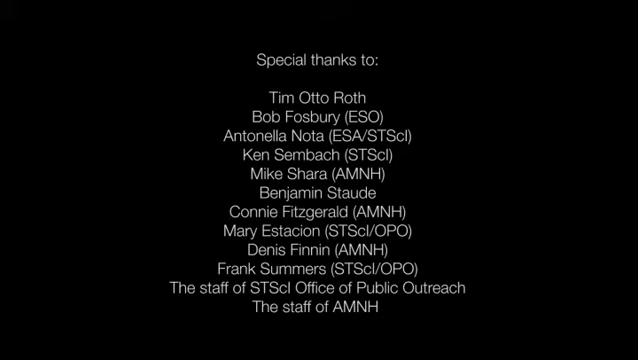 Special thanks to:
Tim Otto Roth
Bob Fosbury (ESO)
Antonella Nota (ESA/STScI)
Ken Sembach (STScI)
Mike Shara (AMNH)
Benjamin Staude
Connie Fitzgerald (AMNH)
Mary Estacion (STScI/OPO)
Denis Finnin (AMNH)
Frank Summers (STScI/OPO)
The staff of STScI Office of Public Outreach
The staff of AMNH